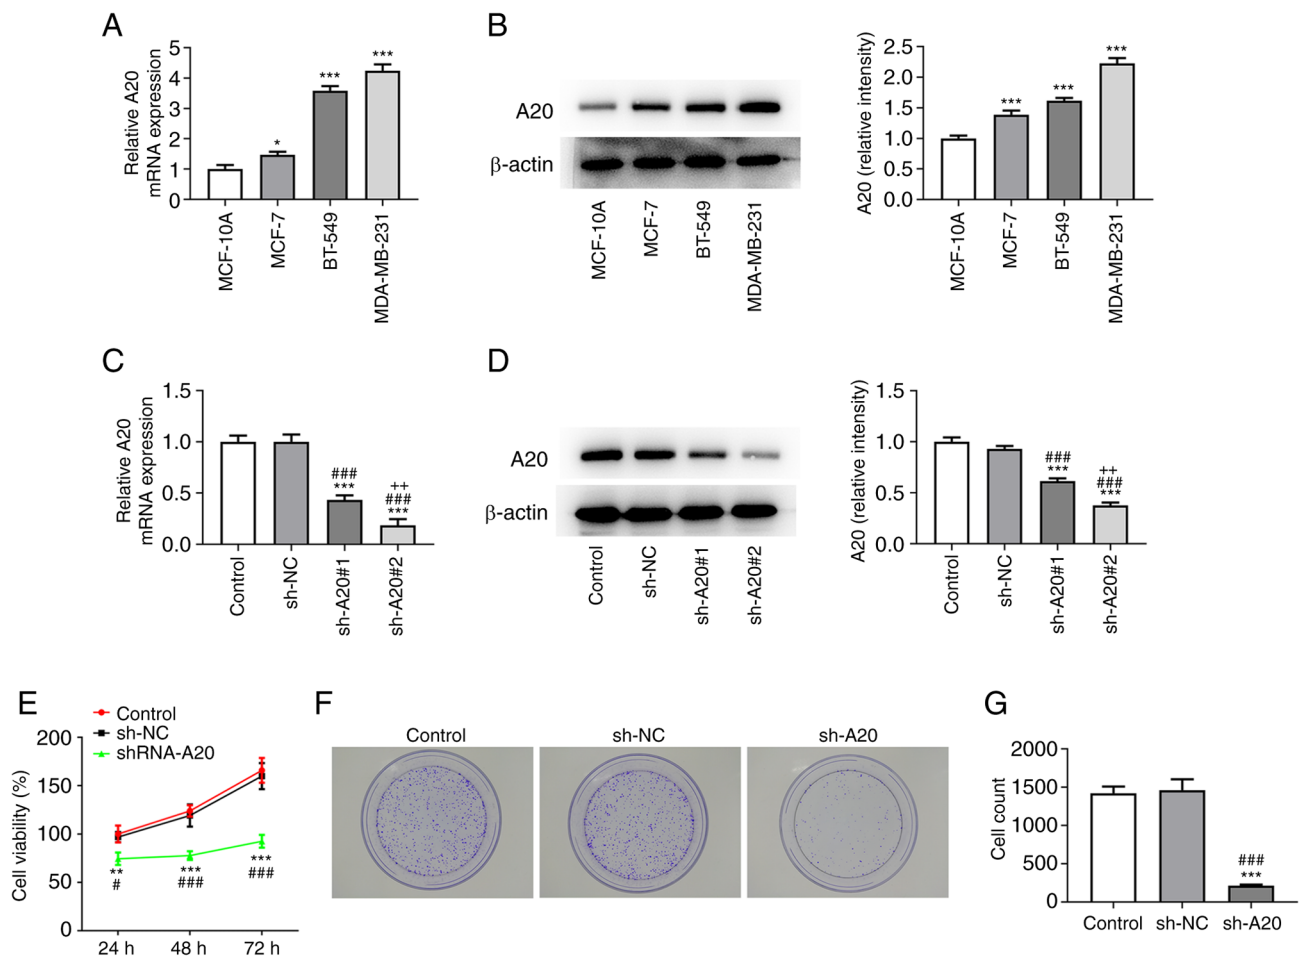 A
Relative A20
mRNA expression
5
4
3
2
1
0
*
***
***
MCF-10A
MCF-7
BT-549
MDA-MB-231
B
A20
β-actin
MCF-10A
MCF-7
BT-549
MDA-MB-231
A20 (relative intensity)
2.5
2.0
1.5
1.0
0.5
0.0
***
***
***
MCF-10A
MCF-7
BT-549
MDA-MB-231
C
Relative A20
mRNA expression
1.5
1.0
0.5
0.0
###
***
++
###
***
Control
sh-NC
sh-A20#1
sh-A20#2
D
A20
β-actin
Control
sh-NC
sh-A20#1
sh-A20#2
A20 (relative intensity)
1.5
1.0
0.5
0.0
###
***
++
###
***
Control
sh-NC
sh-A20#1
sh-A20#2
E
Control
sh-NC
shRNA-A20
Cell viability (%)
200
150
100
50
0
**
#
***
###
***
###
24 h
48 h
72 h
F
Control
sh-NC
sh-A20
G
Cell count
2000
1500
1000
500
0
###
***
Control
sh-NC
sh-A20